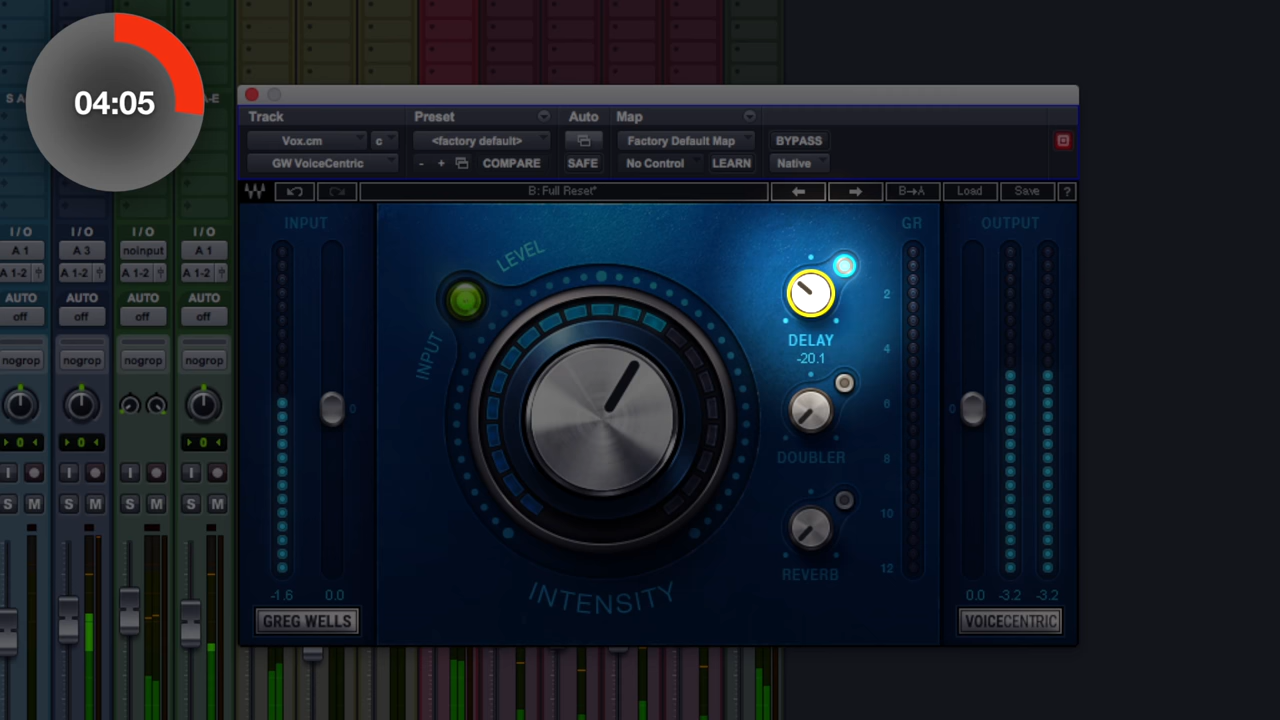 04:05
S A
A-E
Track
Preset
Auto
Map
Vox.cm
c
<factory default>
Factory Default Map
BYPASS
GW VoiceCentric
- +
COMPARE
SAFE
No Control
LEARN
Native
B: Full Reset*
B→A
Load
Save
?
INPUT
GR
OUTPUT
LEVEL
INPUT
DELAY
-20.1
DOUBLER
REVERB
INTENSITY
2
4
6
8
10
12
0
0
-1.6
0.0
0.0
-3.2
-3.2
GREG WELLS
VOICECENTRIC
I/O
I/O
I/O
I/O
A 1
A 3
noinput
A 1
A 1-2
A 1-2
A 1-2
A 1-2
AUTO
AUTO
AUTO
AUTO
off
off
off
off
nogrop
nogrop
nogrop
nogrop
0
0
0
I
I
I
I
S
M
S
M
S
M
S
M